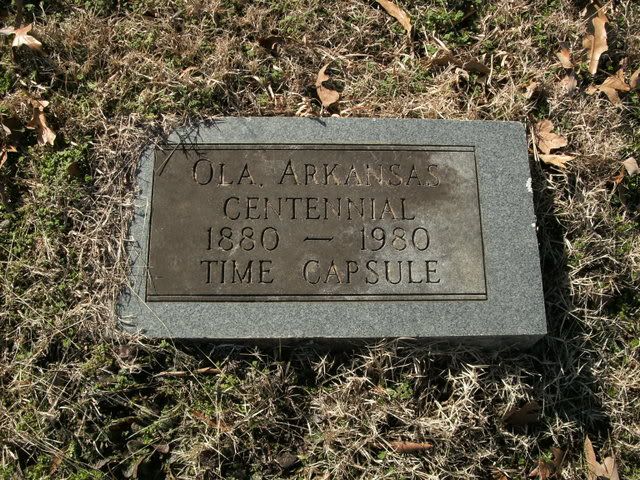 OLA, ARKANSAS
CENTENNIAL
1880 — 1980
TIME CAPSULE